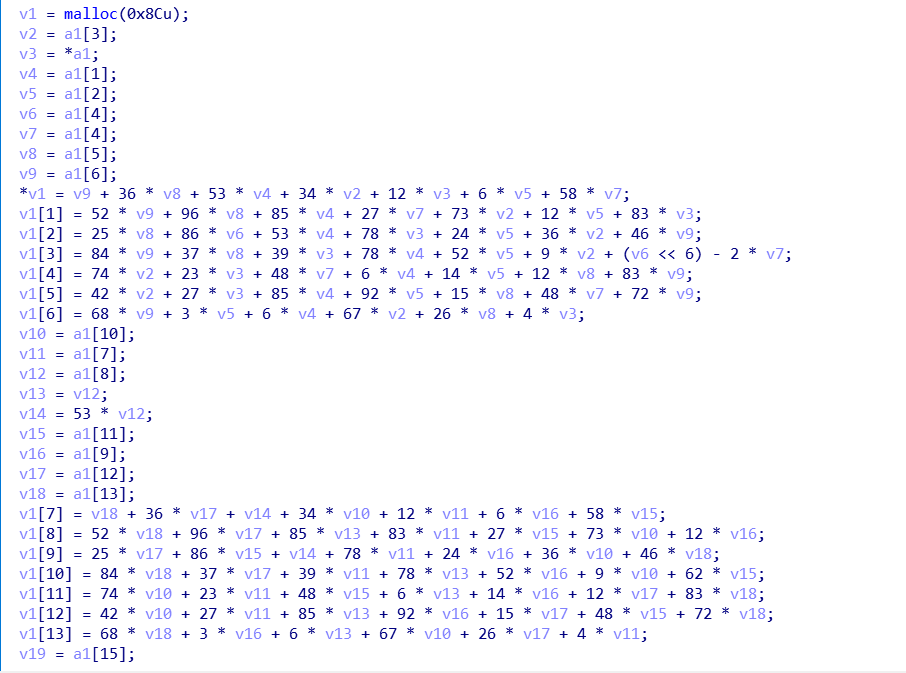 v1 = malloc(0x8Cu);
v2 = a1[3];
v3 = *a1;
v4 = a1[1];
v5 = a1[2];
v6 = a1[4];
v7 = a1[4];
v8 = a1[5];
v9 = a1[6];
*v1 = v9 + 36 * v8 + 53 * v4 + 34 * v2 + 12 * v3 + 6 * v5 + 58 * v7;
v1[1] = 52 * v9 + 96 * v8 + 85 * v4 + 27 * v7 + 73 * v2 + 12 * v5 + 83 * v3;
v1[2] = 25 * v8 + 86 * v6 + 53 * v4 + 78 * v3 + 24 * v5 + 36 * v2 + 46 * v9;
v1[3] = 84 * v9 + 37 * v8 + 39 * v3 + 78 * v4 + 52 * v5 + 9 * v2 + (v6 << 6) - 2 * v7;
v1[4] = 74 * v2 + 23 * v3 + 48 * v7 + 6 * v4 + 14 * v5 + 12 * v8 + 83 * v9;
v1[5] = 42 * v2 + 27 * v3 + 85 * v4 + 92 * v5 + 15 * v8 + 48 * v7 + 72 * v9;
v1[6] = 68 * v9 + 3 * v5 + 6 * v4 + 67 * v2 + 26 * v8 + 4 * v3;
v10 = a1[10];
v11 = a1[7];
v12 = a1[8];
v13 = v12;
v14 = 53 * v12;
v15 = a1[11];
v16 = a1[9];
v17 = a1[12];
v18 = a1[13];
v1[7] = v18 + 36 * v17 + v14 + 34 * v10 + 12 * v11 + 6 * v16 + 58 * v15;
v1[8] = 52 * v18 + 96 * v17 + 85 * v13 + 83 * v11 + 27 * v15 + 73 * v10 + 12 * v16;
v1[9] = 25 * v17 + 86 * v15 + v14 + 78 * v11 + 24 * v16 + 36 * v10 + 46 * v18;
v1[10] = 84 * v18 + 37 * v17 + 39 * v11 + 78 * v13 + 52 * v16 + 9 * v10 + 62 * v15;
v1[11] = 74 * v10 + 23 * v11 + 48 * v15 + 6 * v13 + 14 * v16 + 12 * v17 + 83 * v18;
v1[12] = 42 * v10 + 27 * v11 + 85 * v13 + 92 * v16 + 15 * v17 + 48 * v15 + 72 * v18;
v1[13] = 68 * v18 + 3 * v16 + 6 * v13 + 67 * v10 + 26 * v17 + 4 * v11;
v19 = a1[15];